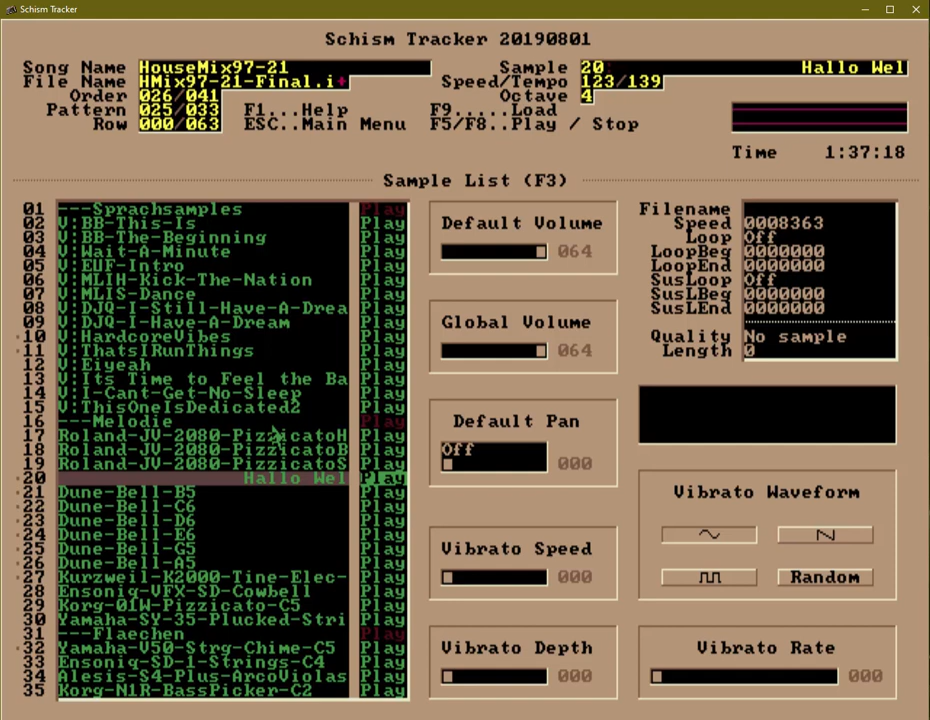 Schism Tracker
Schism Tracker 20190801
Song Name HouseMix97-21
File Name HMix97-21-Final.i+
Order 026/041
Pattern 025/033
Row 000/063
F1...Help
ESC..Main Menu
Sample 20 Hallo Wel
Speed/Tempo 123/139
Octave 4
F9.....Load
F5/F8..Play / Stop
Time 1:37:18
Sample List (F3)
01 ---Sprachsamples Play
02 V:BB-This-Is Play
03 V:BB-The-Beginning Play
04 V:Wait-A-Minute Play
05 V:EUF-Intro Play
06 V:MLIH-Kick-The-Nation Play
07 V:MLIS-Dance Play
08 V:DJQ-I-Still-Have-A-Drea Play
09 V:DJQ-I-Have-A-Dream Play
10 V:HardcoreVibes Play
11 V:ThatsIRunThings Play
12 V:Eiyeah Play
13 V:Its Time to Feel the Ba Play
14 V:I-Cant-Get-No-Sleep Play
15 V:ThisOneIsDedicated2 Play
16 ---Melodie Play
17 Roland-JV-2080-PizzicatoH Play
18 Roland-JV-2080-PizzicatoB Play
19 Roland-JV-2080-PizzicatoS Play
20 Hallo Wel Play
21 Dune-Bell-B5 Play
22 Dune-Bell-C6 Play
23 Dune-Bell-D6 Play
24 Dune-Bell-E6 Play
25 Dune-Bell-G5 Play
26 Dune-Bell-A5 Play
27 Kurzweil-K2000-Tine-Elec- Play
28 Ensoniq-VFX-SD-Cowbell Play
29 Korg-01W-Pizzicato-C5 Play
30 Yamaha-SY-35-Plucked-Stri Play
31 ---Flaechen Play
32 Yamaha-V50-Strg-Chime-C5 Play
33 Ensoniq-SD-1-Strings-C4 Play
34 Alesis-S4-Plus-ArcoViolas Play
35 Korg-N1R-BassPicker-C2 Play
Default Volume
064
Global Volume
064
Default Pan
Off
000
Vibrato Speed
000
Vibrato Depth
000
Filename
Speed 0008363
Loop Off
LoopBeg 0000000
LoopEnd 0000000
SusLoop Off
SusLBeg 0000000
SusLEnd 0000000
Quality No sample
Length 0
Vibrato Waveform
Random
Vibrato Rate
000